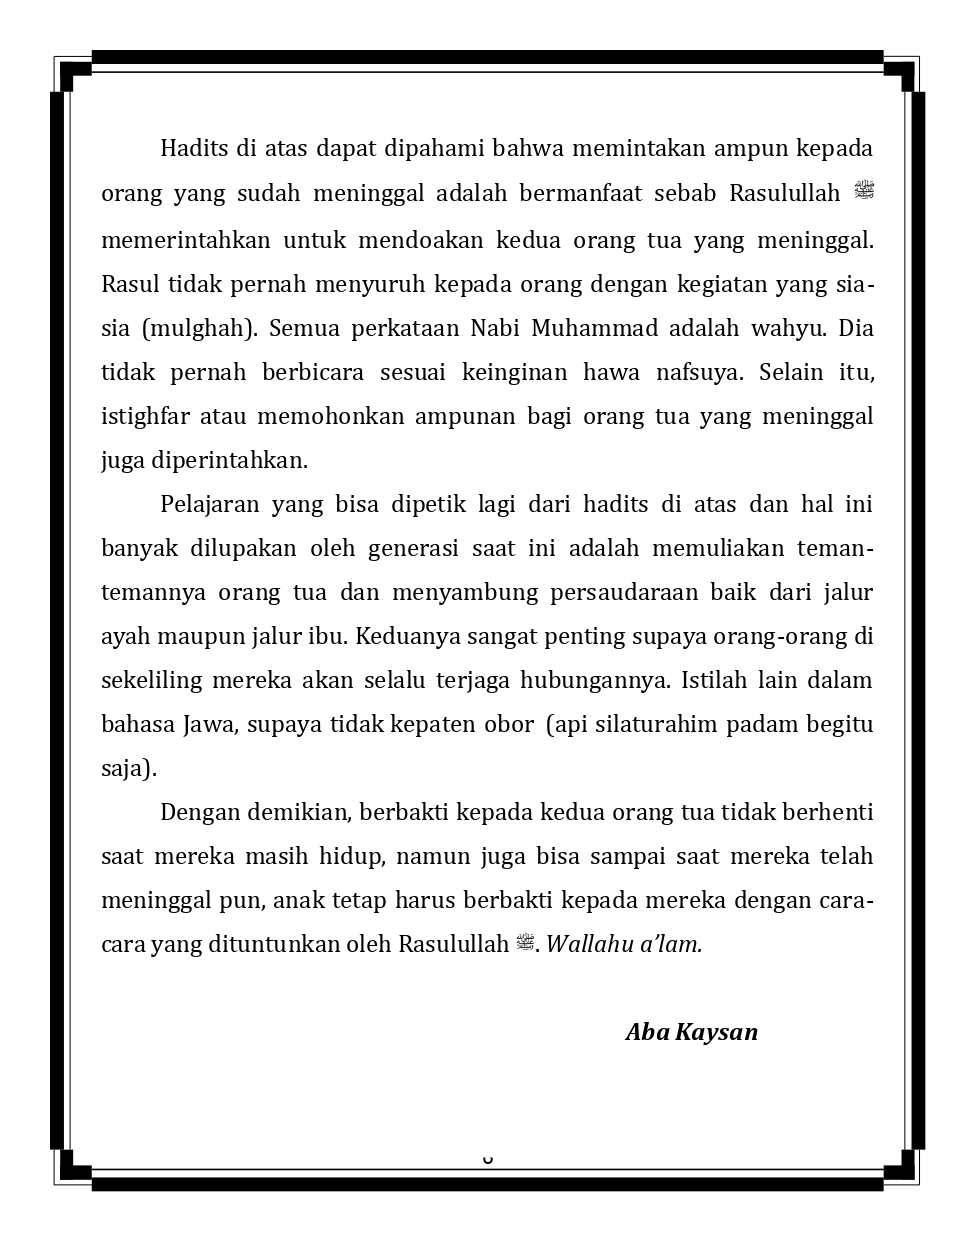 Hadits di atas dapat dipahami bahwa memintakan ampun kepada
orang yang sudah meninggal adalah bermanfaat sebab Rasulullah ﷺ
memerintahkan untuk mendoakan kedua orang tua yang meninggal.
Rasul tidak pernah menyuruh kepada orang dengan kegiatan yang sia-
sia (mulghah). Semua perkataan Nabi Muhammad adalah wahyu. Dia
tidak pernah berbicara sesuai keinginan hawa nafsuya. Selain itu,
istighfar atau memohonkan ampunan bagi orang tua yang meninggal
juga diperintahkan.
Pelajaran yang bisa dipetik lagi dari hadits di atas dan hal ini
banyak dilupakan oleh generasi saat ini adalah memuliakan teman-
temannya orang tua dan menyambung persaudaraan baik dari jalur
ayah maupun jalur ibu. Keduanya sangat penting supaya orang-orang di
sekeliling mereka akan selalu terjaga hubungannya. Istilah lain dalam
bahasa Jawa, supaya tidak kepaten obor (api silaturahim padam begitu
saja).
Dengan demikian, berbakti kepada kedua orang tua tidak berhenti
saat mereka masih hidup, namun juga bisa sampai saat mereka telah
meninggal pun, anak tetap harus berbakti kepada mereka dengan cara-
cara yang dituntunkan oleh Rasulullah ﷺ. Wallahu a’lam.
Aba Kaysan